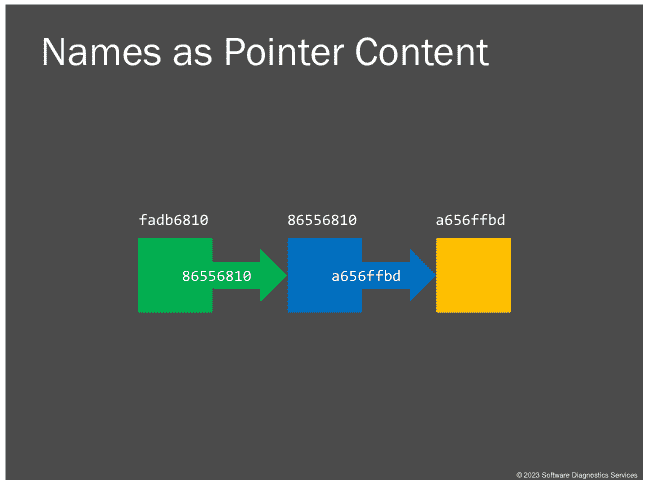 Names as Pointer Content
fadb6810
86556810
a656ffbd
86556810
a656ffbd
© 2023 Software Diagnostics Services